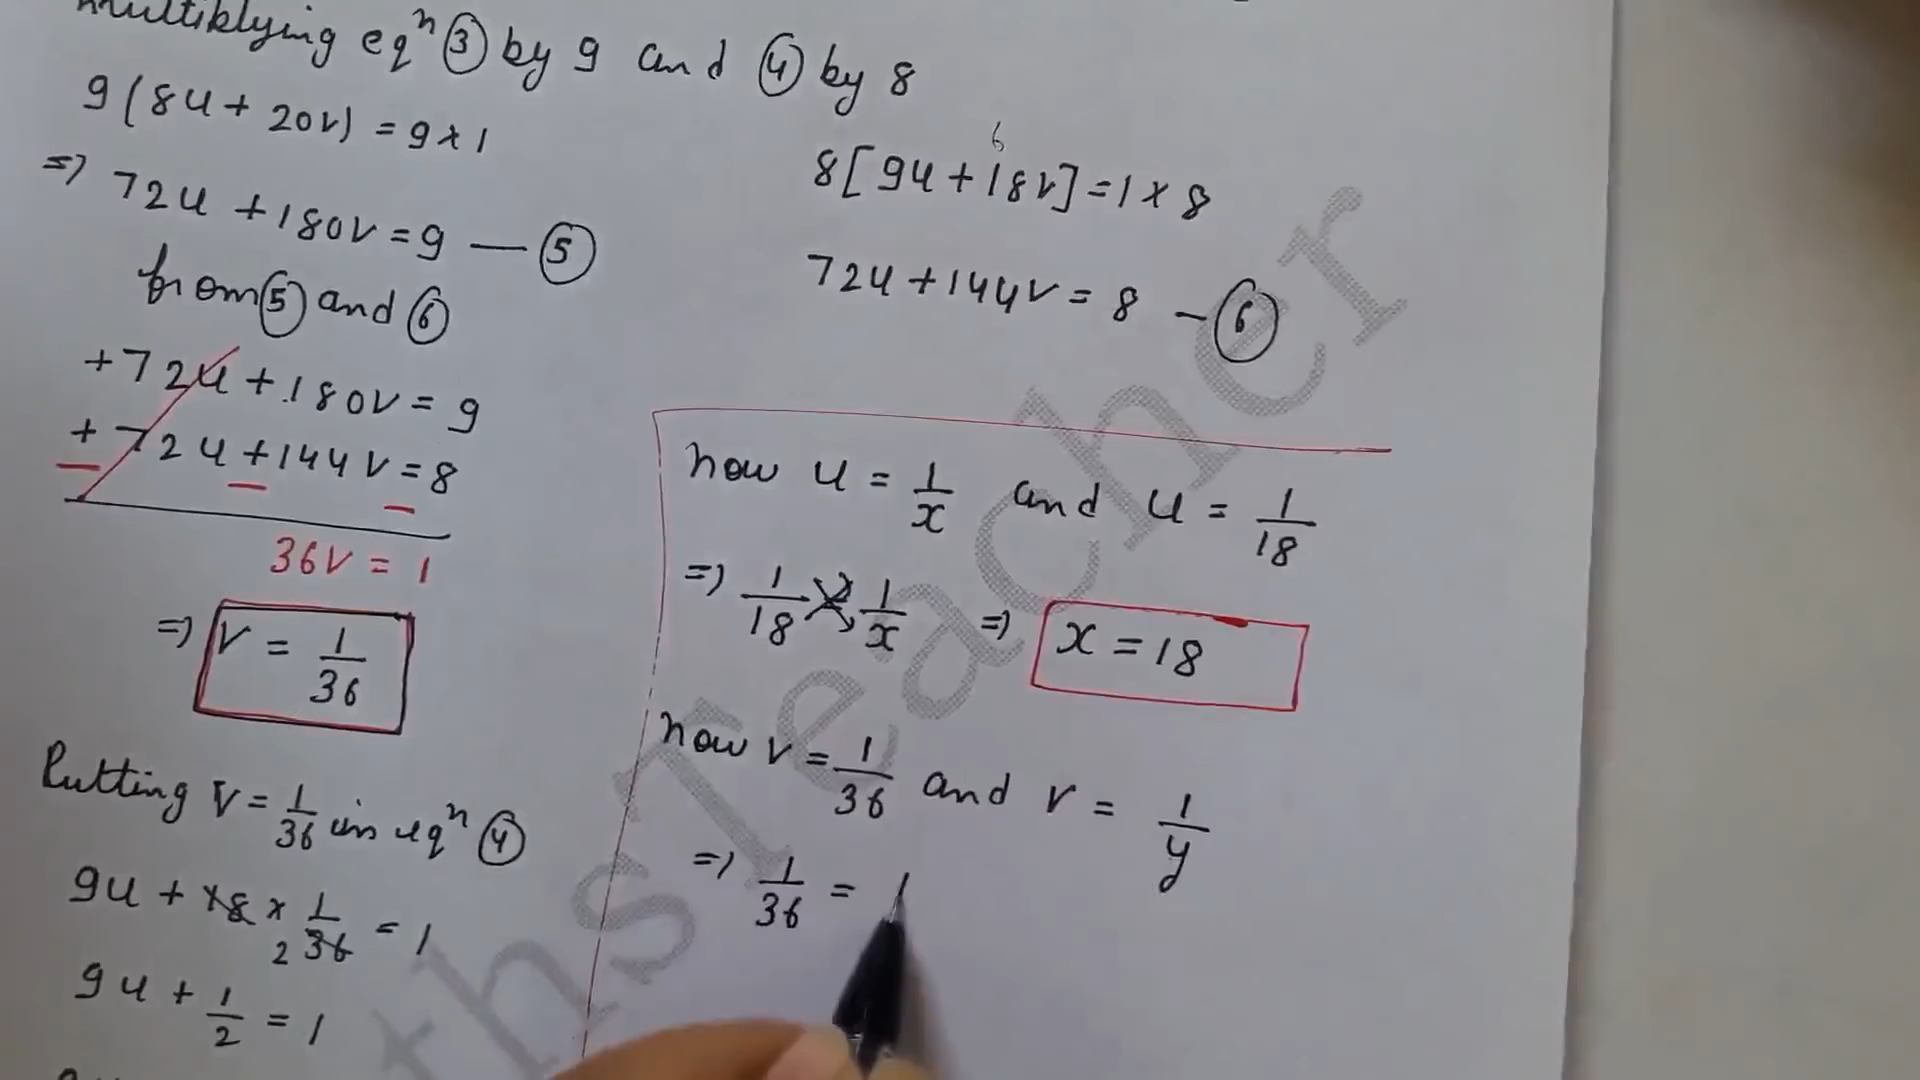 multiplying eqⁿ ③ by 9 and ④ by 8
9(8u + 20v) = 9 × 1
⇒ 72u + 180v = 9 — ⑤
from ⑤ and ⑥
+72u + 180v = 9
+72u + 144v = 8
36v = 1
⇒ v = 1/36
Putting v = 1/36 in eqⁿ ④
9u + 18 × 1/36 = 1
2
9u + 1/2 = 1
6
8[9u + 18v] = 1 × 8
72u + 144v = 8 — ⑥
now u = 1/x and u = 1/18
⇒ 1/18 = 1/x ⇒ x = 18
now v = 1/36 and v = 1/y
⇒ 1/36 = 1
thsTeacher